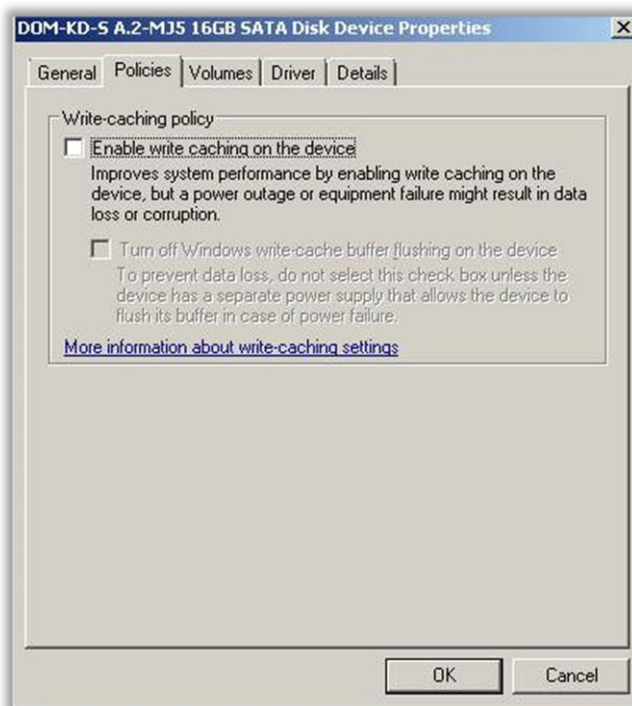 DOM-KD-S A.2-MJ5 16GB SATA Disk Device Properties
General Policies Volumes Driver Details
Write-caching policy
Enable write caching on the device
Improves system performance by enabling write caching on the
device, but a power outage or equipment failure might result in data
loss or corruption.
Turn off Windows write-cache buffer flushing on the device
To prevent data loss, do not select this check box unless the
device has a separate power supply that allows the device to
flush its buffer in case of power failure.
More information about write-caching settings
OK Cancel